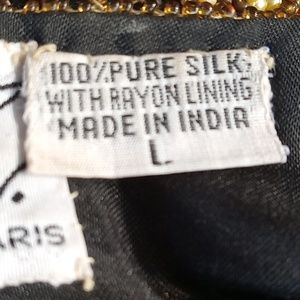 100% PURE SILK
WITH RAYON LINING
MADE IN INDIA
L
ARIS